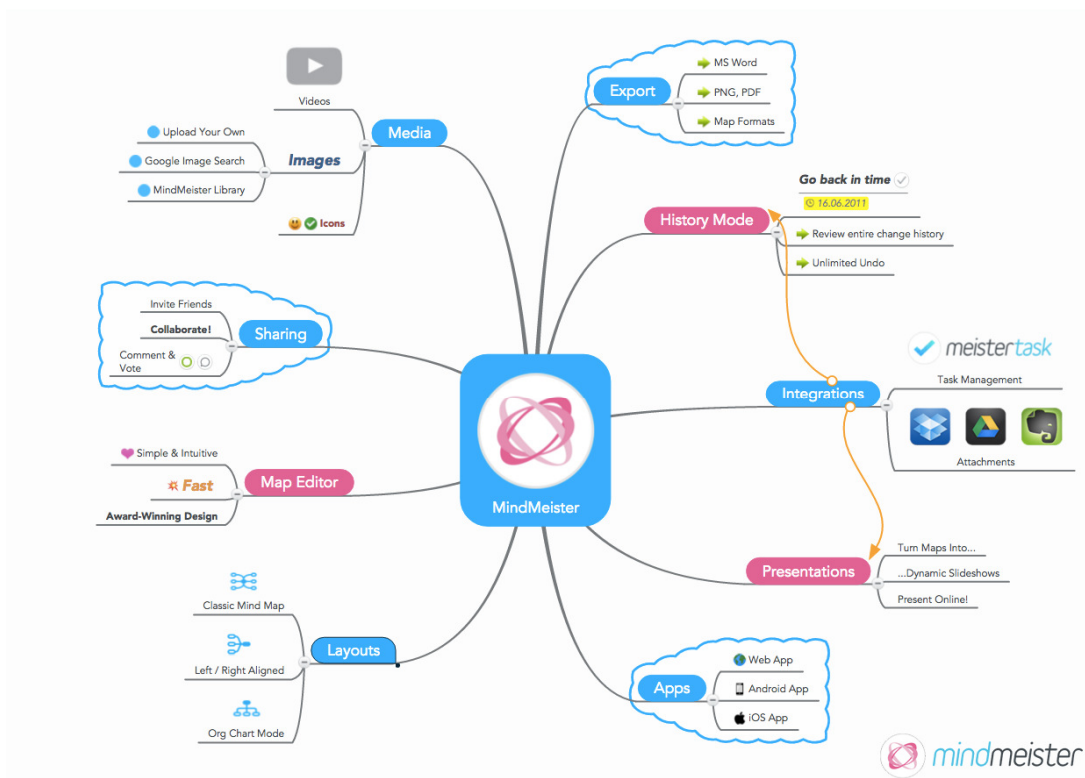 MindMeister
Media
Videos
Images
Upload Your Own
Google Image Search
MindMeister Library
Icons
Sharing
Invite Friends
Collaborate!
Comment &
Vote
Map Editor
Simple & Intuitive
Fast
Award-Winning Design
Layouts
Classic Mind Map
Left / Right Aligned
Org Chart Mode
Export
MS Word
PNG, PDF
Map Formats
History Mode
Go back in time
16.06.2011
Review entire change history
Unlimited Undo
Integrations
meistertask
Task Management
Attachments
Presentations
Turn Maps Into...
...Dynamic Slideshows
Present Online!
Apps
Web App
Android App
iOS App
mindmeister